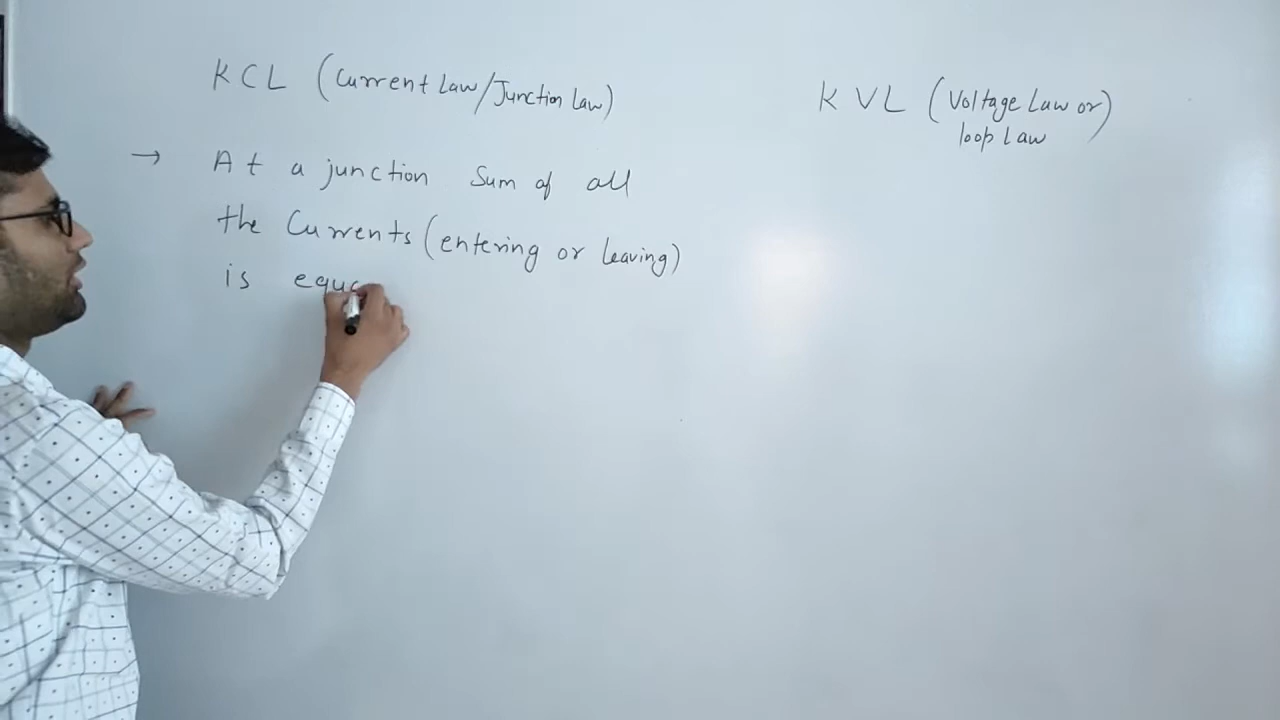 KCL (Current Law/Junction Law)
→ At a junction Sum of all
the Currents (entering or leaving)
is equa
KVL (Voltage Law or)
loop Law